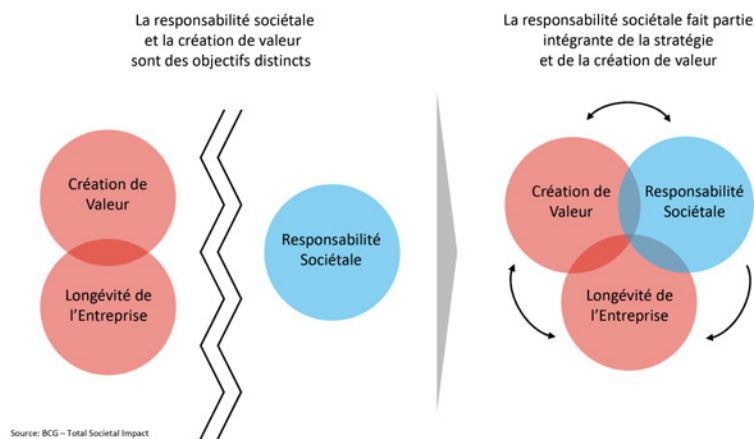 La responsabilité sociétale
et la création de valeur
sont des objectifs distincts
La responsabilité sociétale fait partie
intégrante de la stratégie
et de la création de valeur
Création de
Valeur
Longévité de
l'Entreprise
Responsabilité
Sociétale
Création de
Valeur
Responsabilité
Sociétale
Longévité de
l'Entreprise
Source: BCG – Total Societal Impact